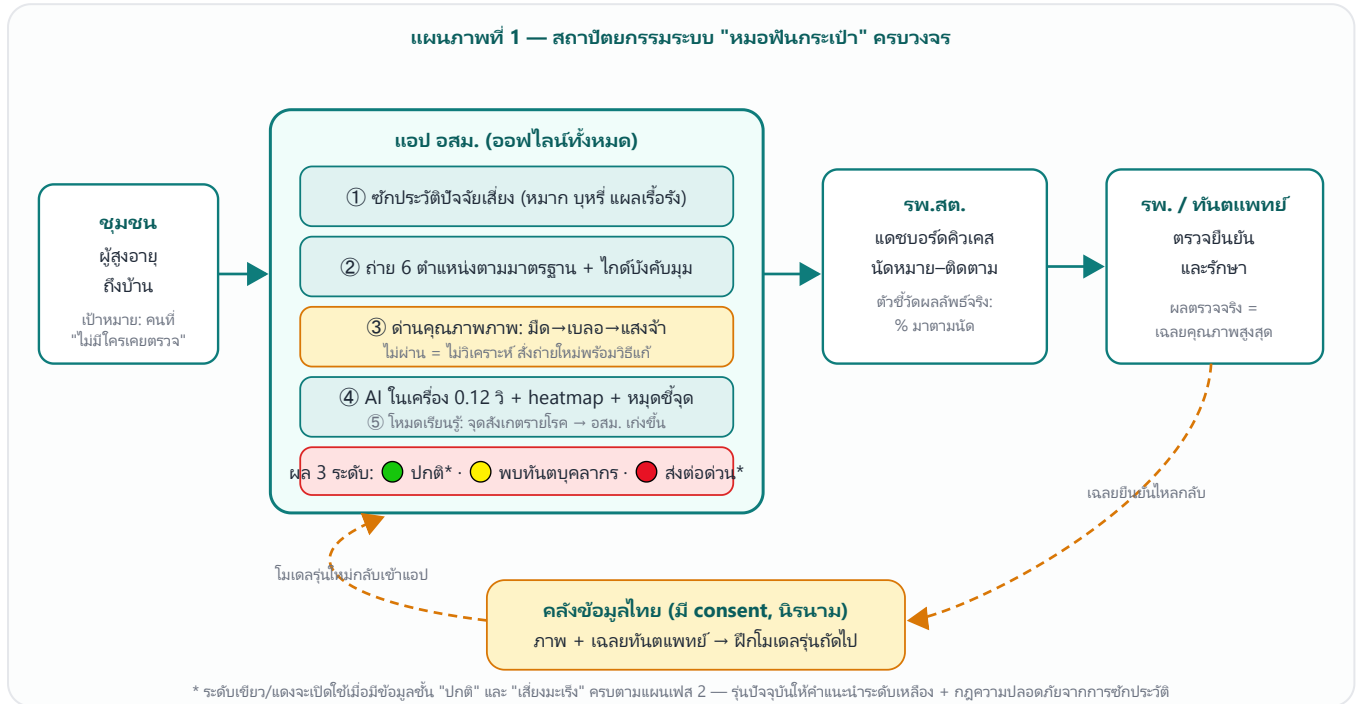 แผนภาพที่ 1 — สถาปัตยกรรมระบบ "หมอฟันกระเป๋า" ครบวงจร
ชุมชน
ผู้สูงอายุ
ถึงบ้าน
เป้าหมาย: คนที่
"ไม่มีใครเคยตรวจ"
แอป อสม. (ออฟไลน์ทั้งหมด)
① ซักประวัติปัจจัยเสี่ยง (หมาก บุหรี่ แผลเรื้อรัง)
② ถ่าย 6 ตำแหน่งตามมาตรฐาน + ไกด์บังคับมุม
③ ด่านคุณภาพภาพ: มืด→เบลอ→แสงจ้า
ไม่ผ่าน = ไม่วิเคราะห์ สั่งถ่ายใหม่พร้อมวิธีแก้
④ AI ในเครื่อง 0.12 วิ + heatmap + หมุดชี้จุด
⑤ โหมดเรียนรู้: จุดสังเกตรายโรค → อสม. เก่งขึ้น
ผล 3 ระดับ: 🟢 ปกติ* · 🟡 พบทันตบุคลากร · 🔴 ส่งต่อด่วน*
รพ.สต.
แดชบอร์ดคิวเคส
นัดหมาย–ติดตาม
ตัวชี้วัดผลลัพธ์จริง:
% มาตามนัด
รพ. / ทันตแพทย์
ตรวจยืนยัน
และรักษา
ผลตรวจจริง =
เฉลยคุณภาพสูงสุด
เฉลยยืนยันไหลกลับ
โมเดลรุ่นใหม่กลับเข้าแอป
คลังข้อมูลไทย (มี consent, นิรนาม)
ภาพ + เฉลยทันตแพทย์ → ฝึกโมเดลรุ่นถัดไป
* ระดับเขียว/แดงจะเปิดใช้เมื่อมีข้อมูลชั้น "ปกติ" และ "เสี่ยงมะเร็ง" ครบตามแผนเฟส 2 — รุ่นปัจจุบันให้คำแนะนำระดับเหลือง + กฎความปลอดภัยจากการซักประวัติ